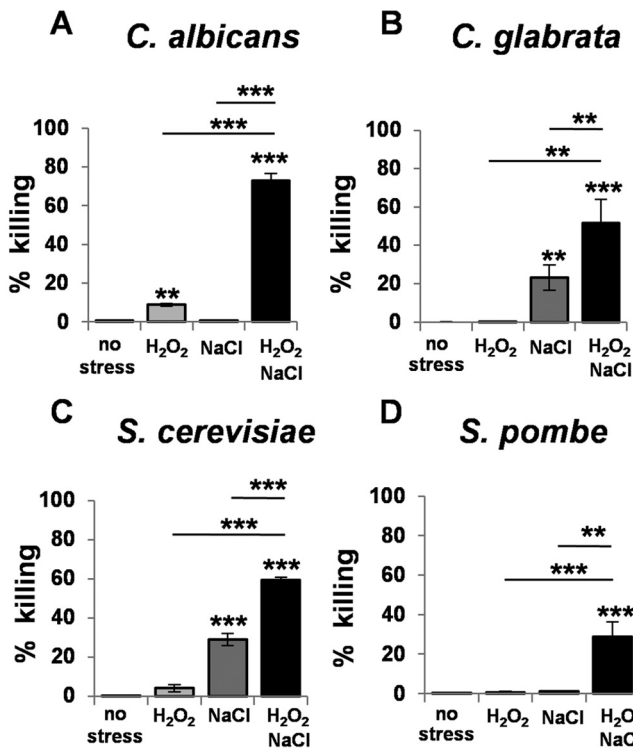 A C. albicans
B C. glabrata
% killing
100
80
60
40
20
0
***
***
***
**
no stress
H₂O₂
NaCl
H₂O₂ NaCl
% killing
100
80
60
40
20
0
**
**
***
**
no stress
H₂O₂
NaCl
H₂O₂ NaCl
C S. cerevisiae
D S. pombe
% killing
100
80
60
40
20
0
***
***
***
***
no stress
H₂O₂
NaCl
H₂O₂ NaCl
% killing
100
80
60
40
20
0
**
***
***
no stress
H₂O₂
NaCl
H₂O
NaC